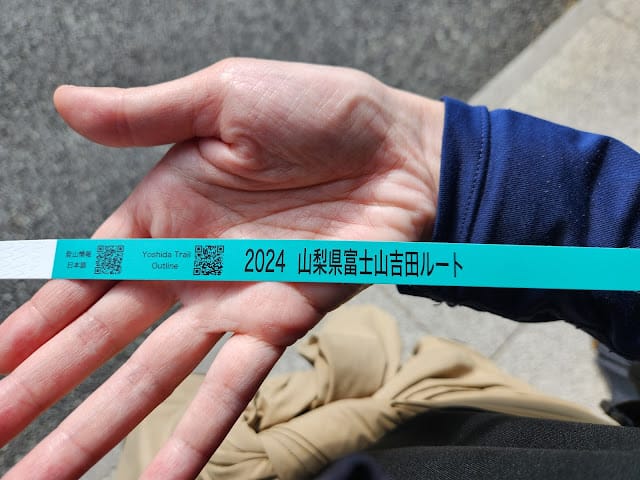 登山情報
日本語
Yoshida Trail
Outline
2024 山梨県富士山吉田ルート